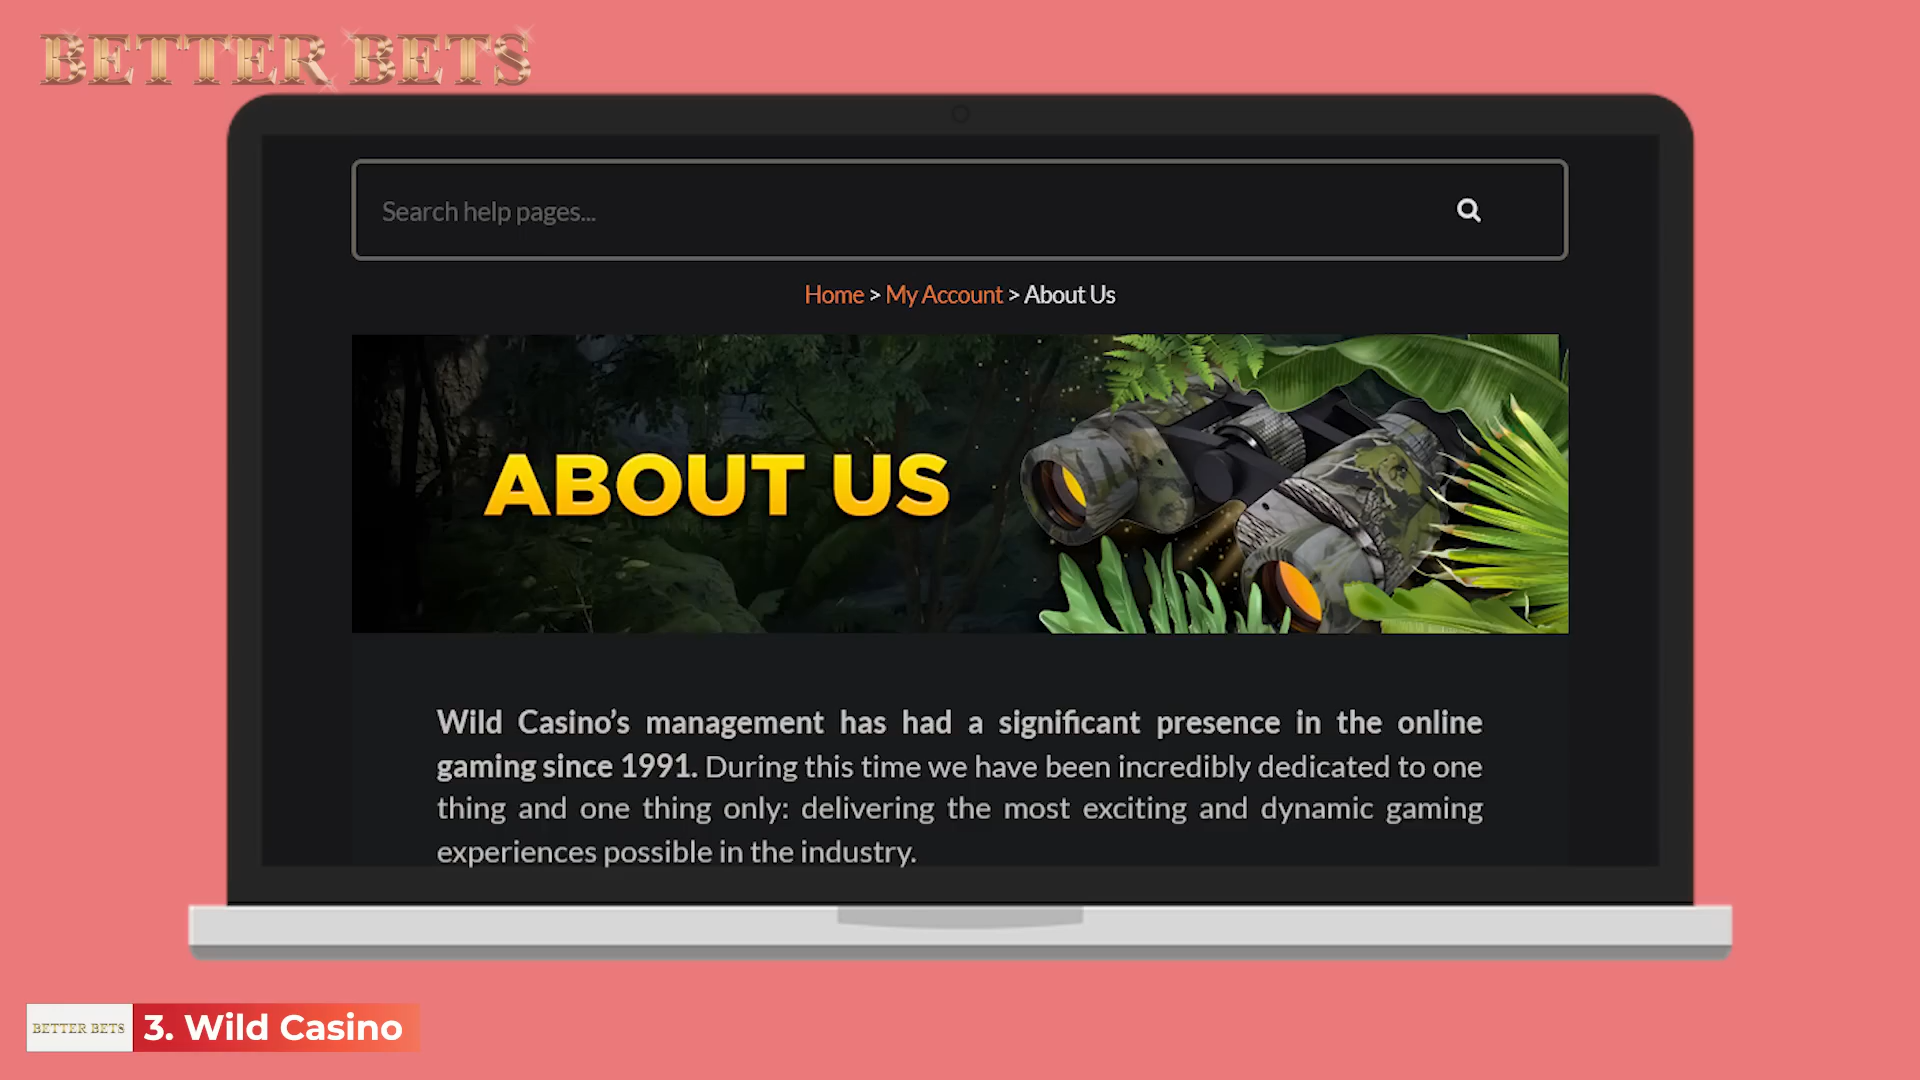 BETTER BETS
Search help pages...
Home > My Account > About Us
ABOUT US
Wild Casino’s management has had a significant presence in the online
gaming since 1991. During this time we have been incredibly dedicated to one
thing and one thing only: delivering the most exciting and dynamic gaming
experiences possible in the industry.
BETTER BETS
3. Wild Casino